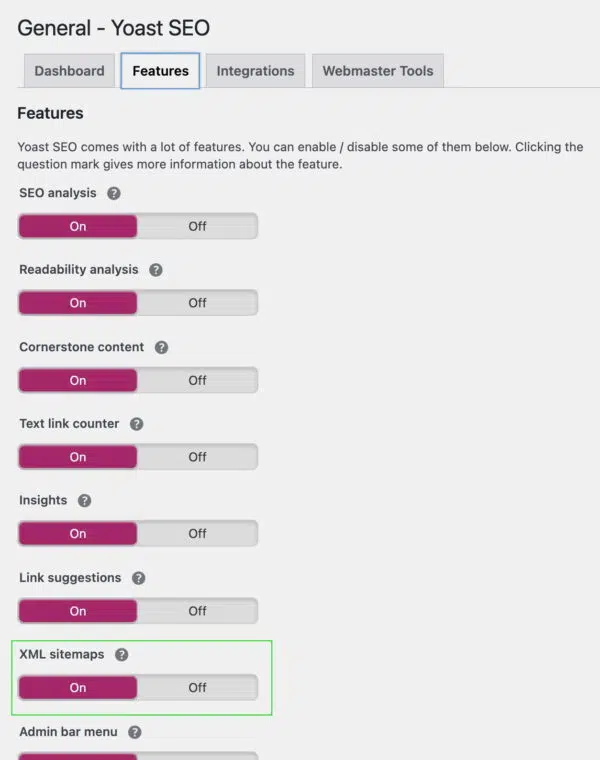 General - Yoast SEO
Dashboard Features Integrations Webmaster Tools
Features
Yoast SEO comes with a lot of features. You can enable / disable some of them below. Clicking the
question mark gives more information about the feature.
SEO analysis ?
On Off
Readability analysis ?
On Off
Cornerstone content ?
On Off
Text link counter ?
On Off
Insights ?
On Off
Link suggestions ?
On Off
XML sitemaps ?
On Off
Admin bar menu ?